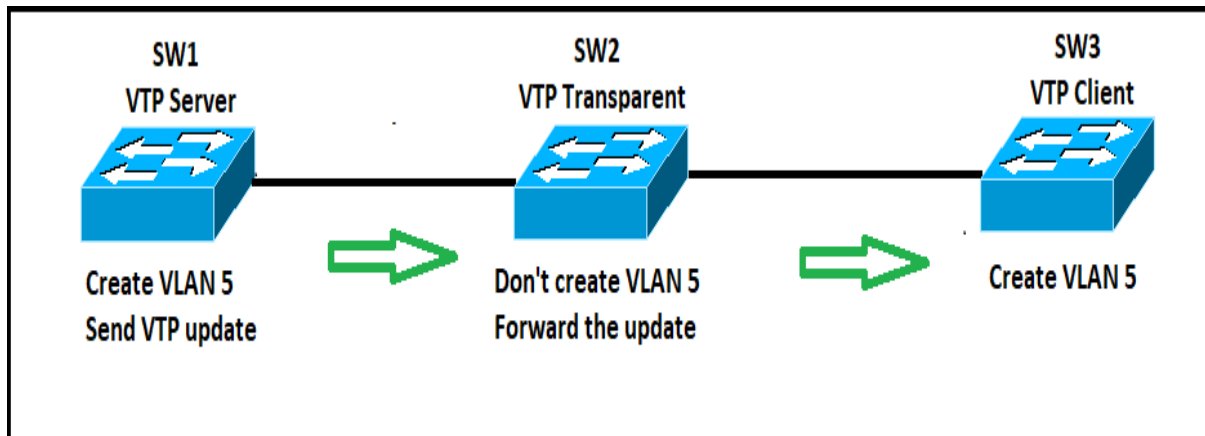 SW1
VTP Server
Create VLAN 5
Send VTP update
SW2
VTP Transparent
Don't create VLAN 5
Forward the update
SW3
VTP Client
Create VLAN 5